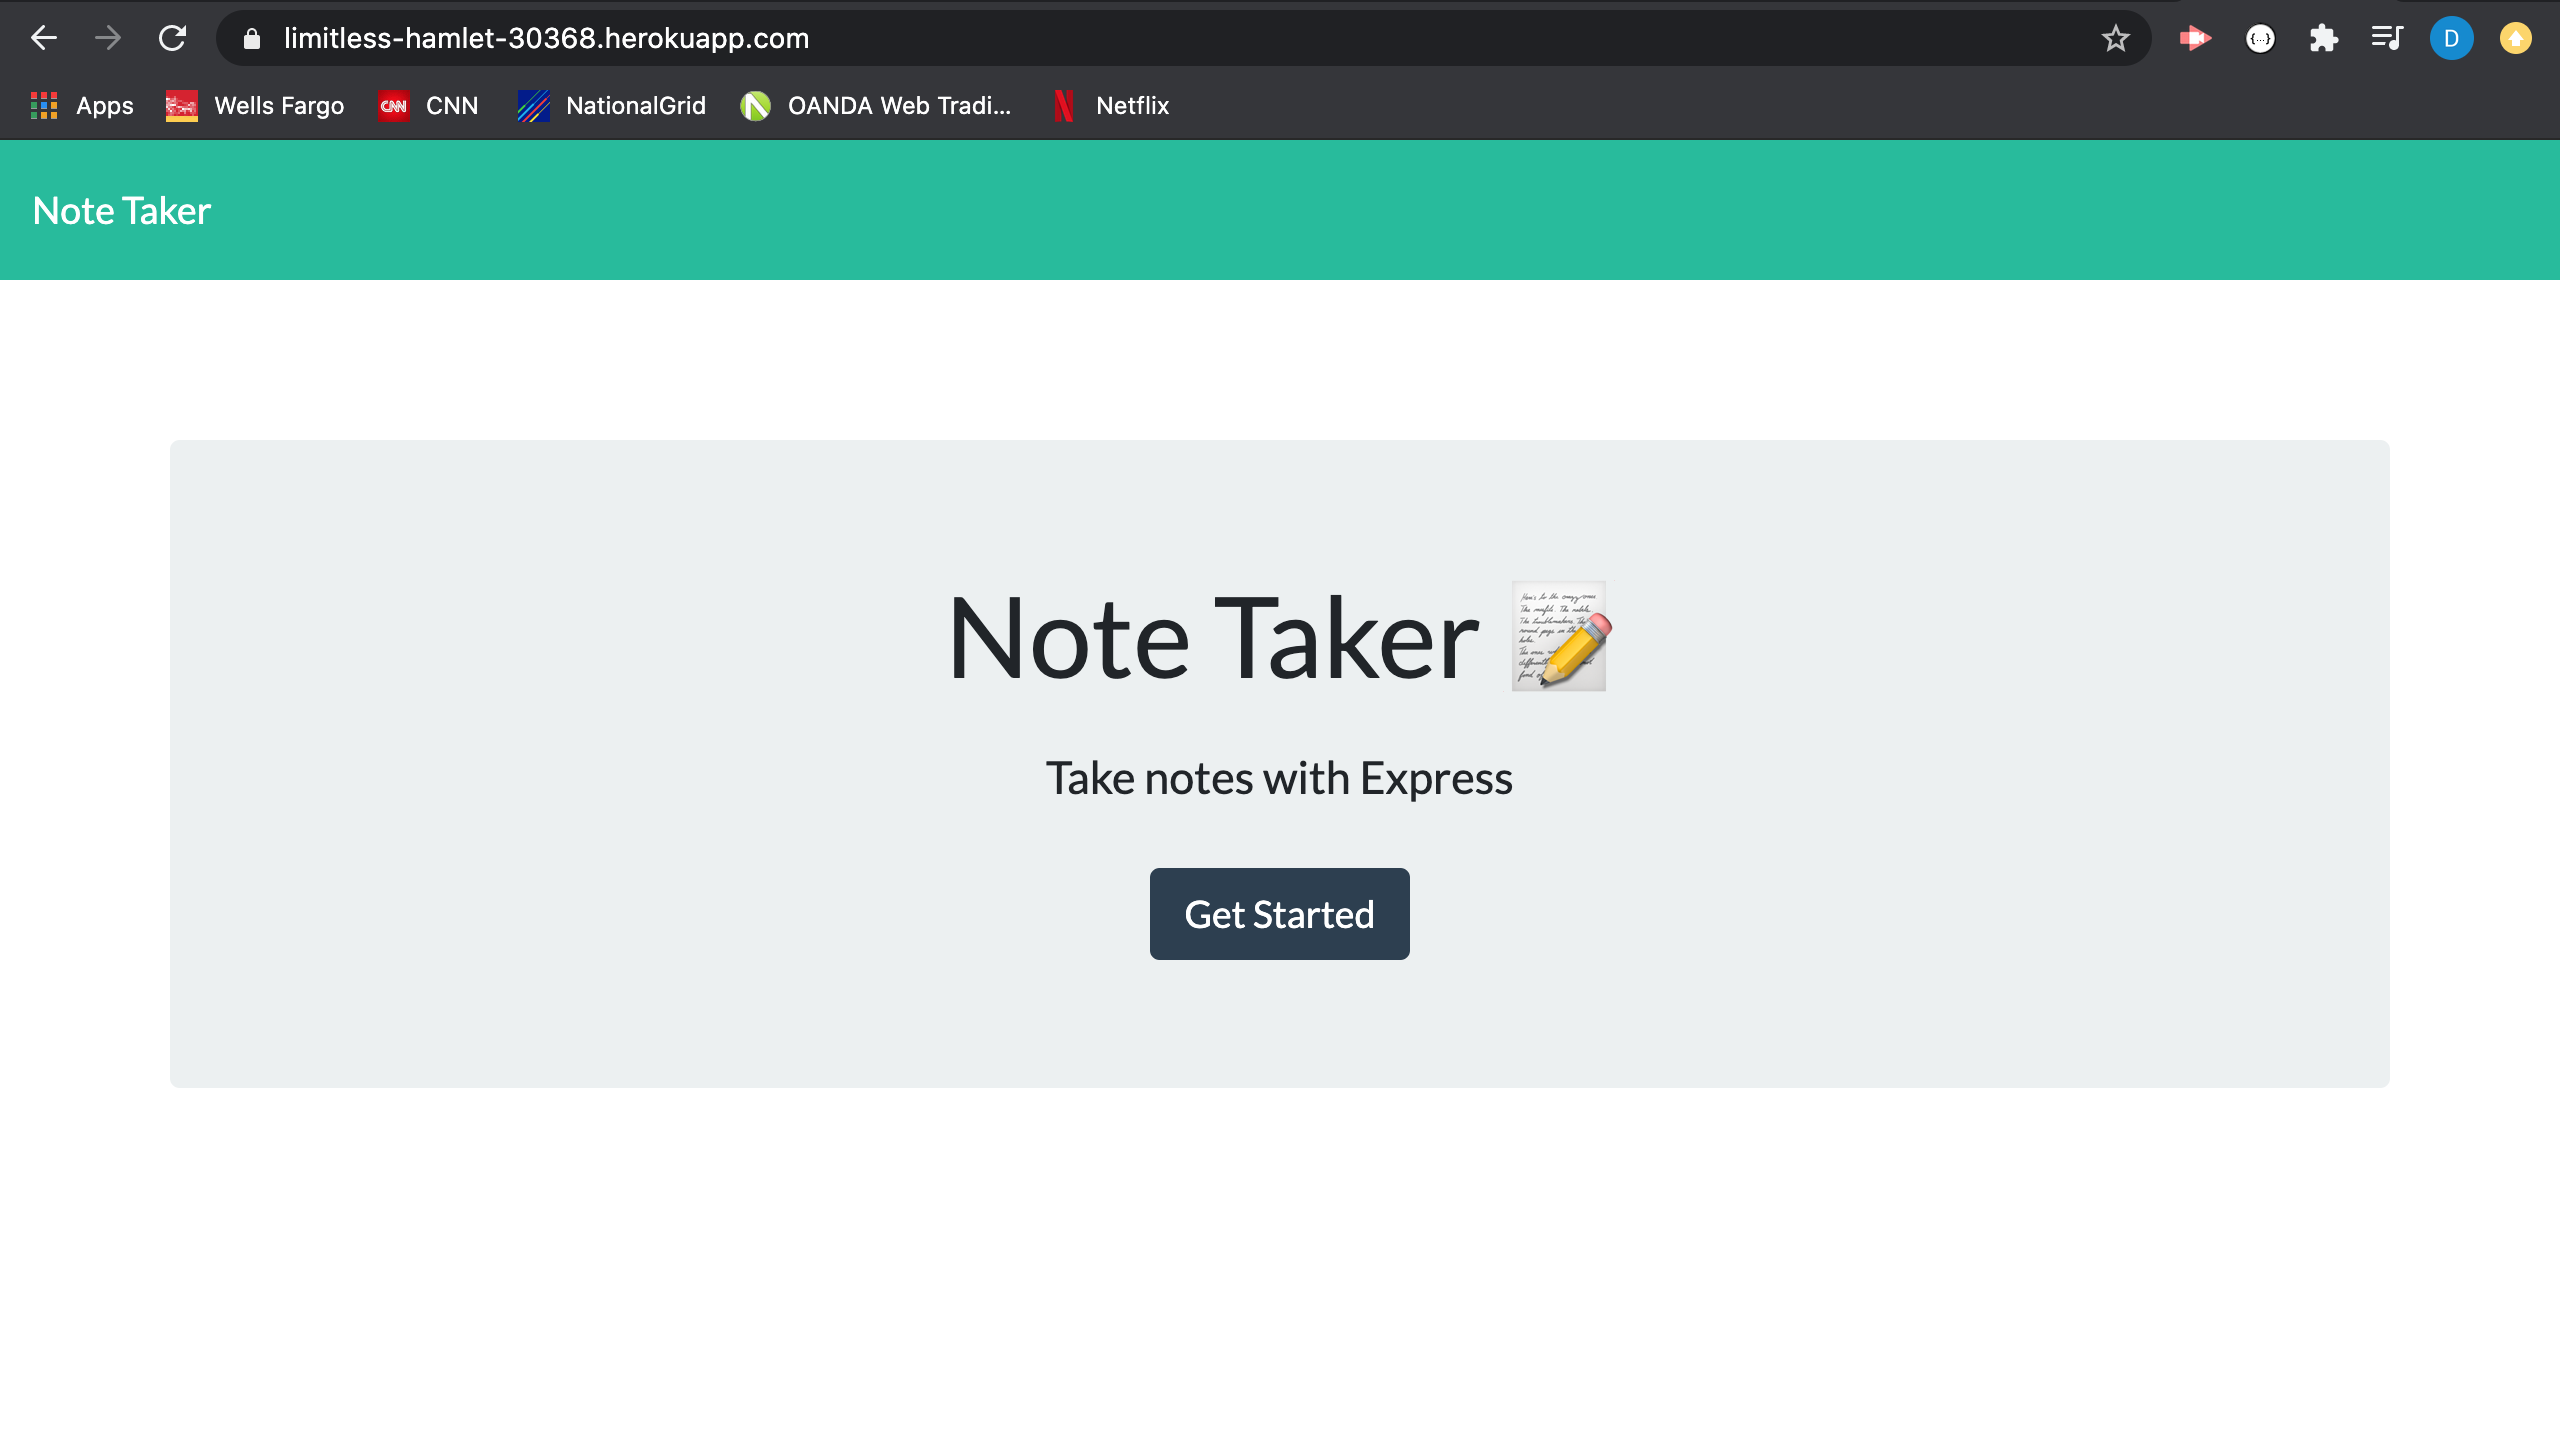 limitless-hamlet-30368.herokuapp.com
D
Apps Wells Fargo CNN CNN NationalGrid OANDA Web Tradi... Netflix
Note Taker
Note Taker
Take notes with Express
Get Started